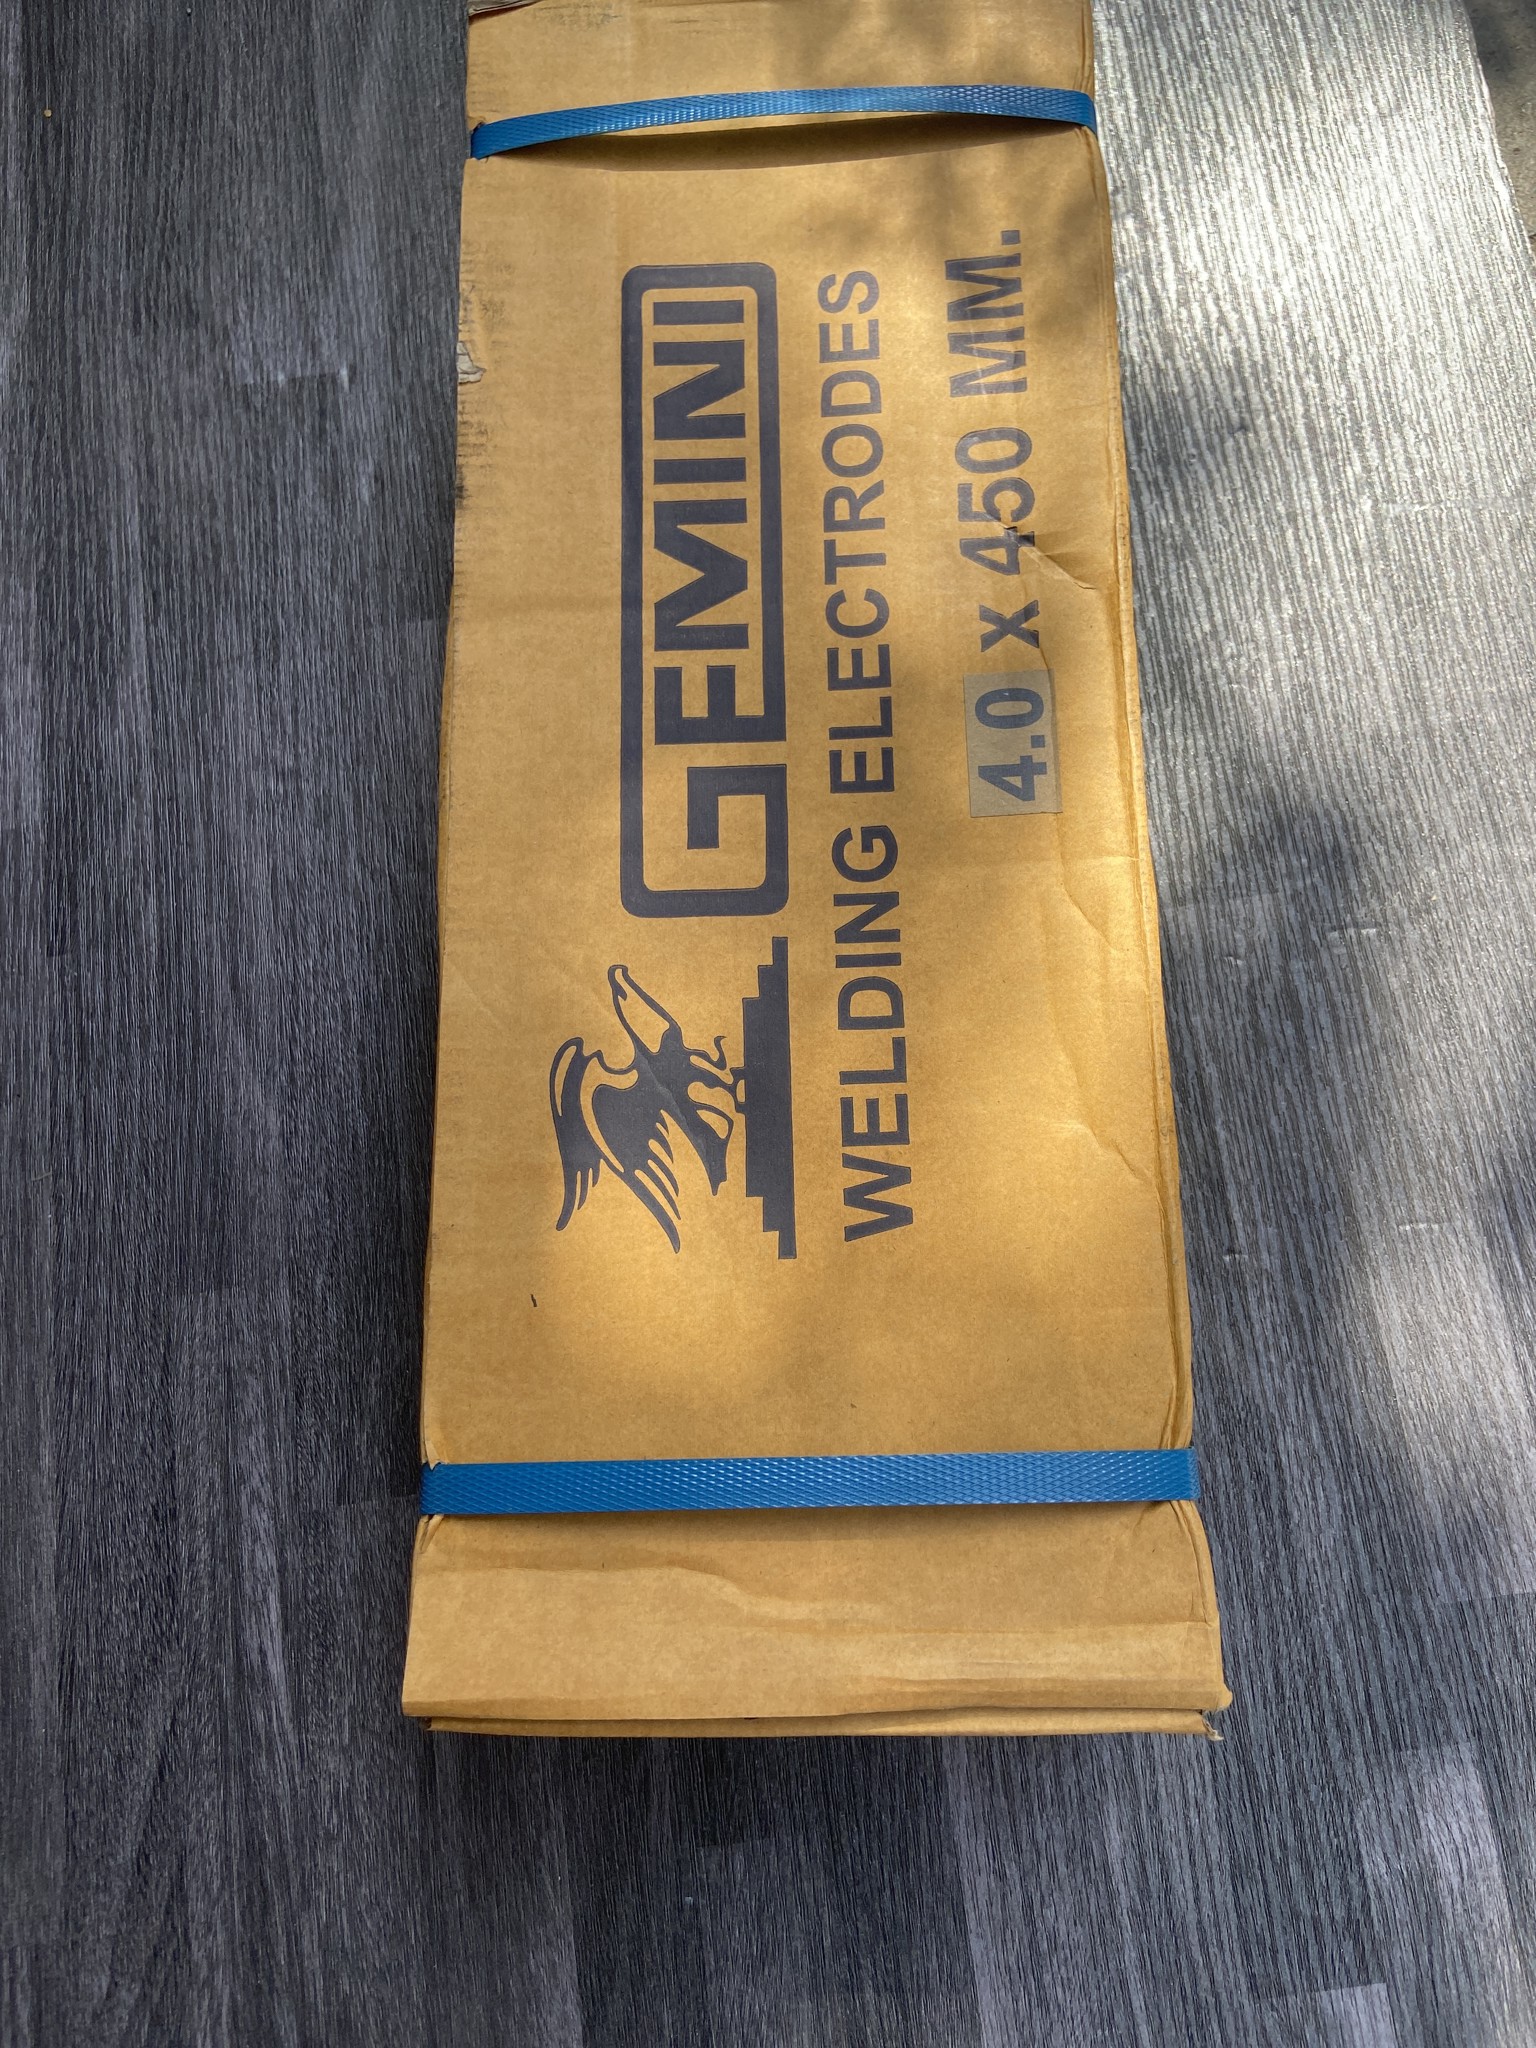 GEMINI
WELDING ELECTRODES
4.0 x 450 MM.